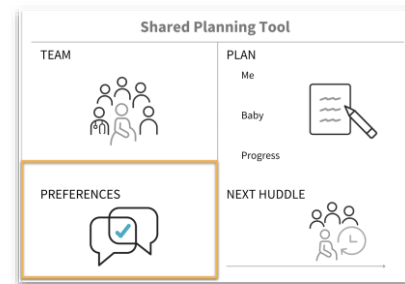 Shared Planning Tool
TEAM
PLAN
Me
Baby
Progress
PREFERENCES
NEXT HUDDLE